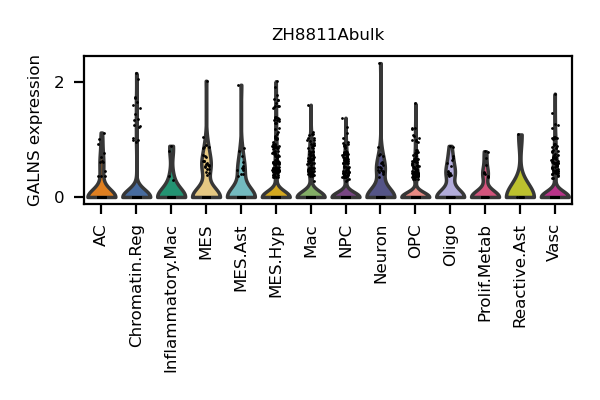 ZH8811Abulk
GALNS expression
2
0
AC
Chromatin.Reg
Inflammatory.Mac
MES
MES.Ast
MES.Hyp
Mac
NPC
Neuron
OPC
Oligo
Prolif.Metab
Reactive.Ast
Vasc